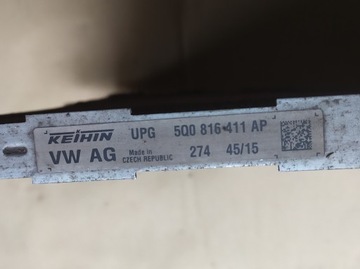 KEIHIN UPG 5Q0 816 411 AP
VW AG Made in CZECH REPUBLIC 274 45/15